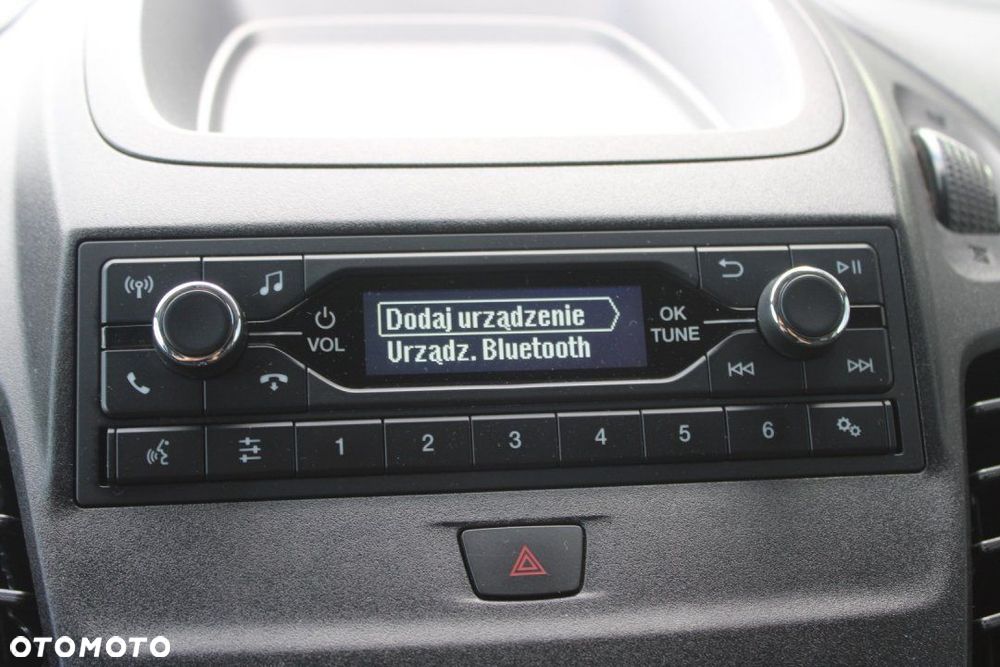 Dodaj urządzenie
Urządz. Bluetooth
VOL
OK
TUNE
1 2 3 4 5 6
OTOMOTO